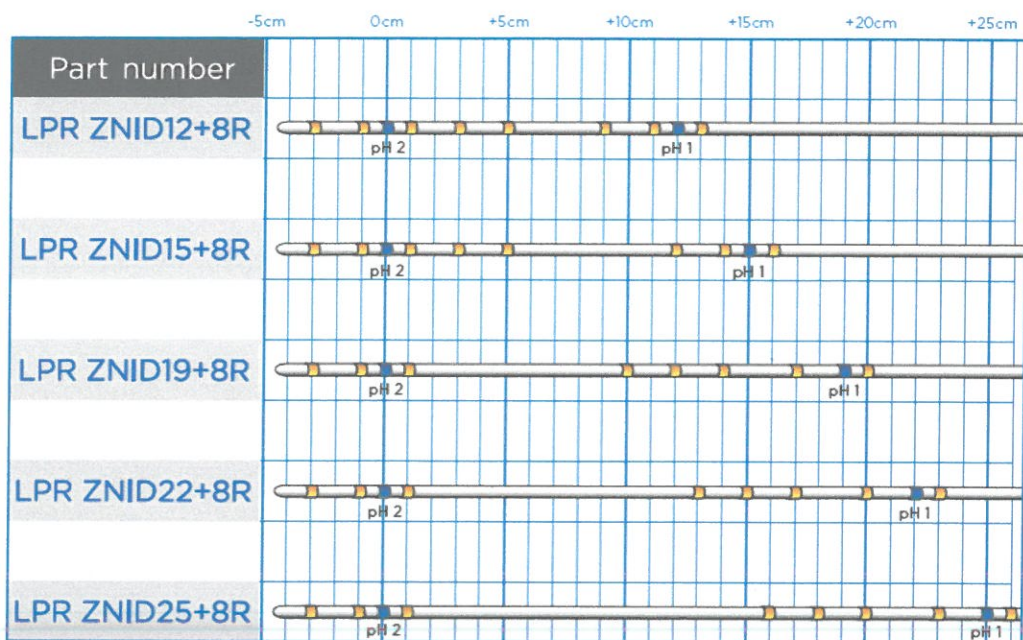 -5cm 0cm +5cm +10cm +15cm +20cm +25cm
Part number
LPR ZNID12+8R
pH 2 pH 1
LPR ZNID15+8R
pH 2 pH 1
LPR ZNID19+8R
pH 2 pH 1
LPR ZNID22+8R
pH 2 pH 1
LPR ZNID25+8R
pH 2 pH 1